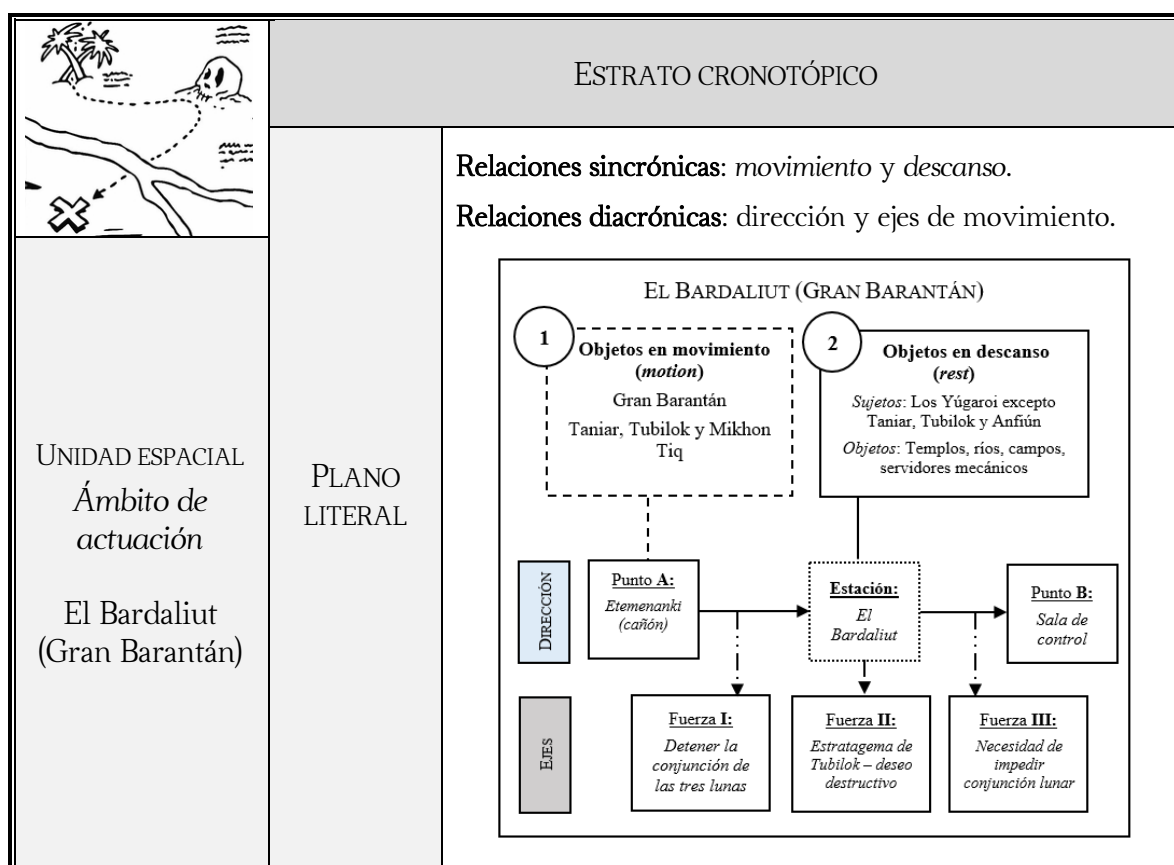 ESTRATO CRONOTÓPICO
UNIDAD ESPACIAL
Ámbito de
actuación
El Bardaliut
(Gran Barantán)
PLANO
LITERAL
Relaciones sincrónicas: movimiento y descanso.
Relaciones diacrónicas: dirección y ejes de movimiento.
EL BARDALIUT (GRAN BARANTÁN)
1
Objetos en movimiento
(motion)
Gran Barantán
Taniar, Tubilok y Mikhon
Tiq
2
Objetos en descanso
(rest)
Sujetos: Los Yúgaroi excepto
Taniar, Tubilok y Anfiún
Objetos: Templos, ríos, campos,
servidores mecánicos
DIRECCIÓN
Punto A:
Etemenanki
(cañón)
Estación:
El
Bardaliut
Punto B:
Sala de
control
EJES
Fuerza I:
Detener la
conjunción de
las tres lunas
Fuerza II:
Estratagema de
Tubilok – deseo
destructivo
Fuerza III:
Necesidad de
impedir
conjunción lunar